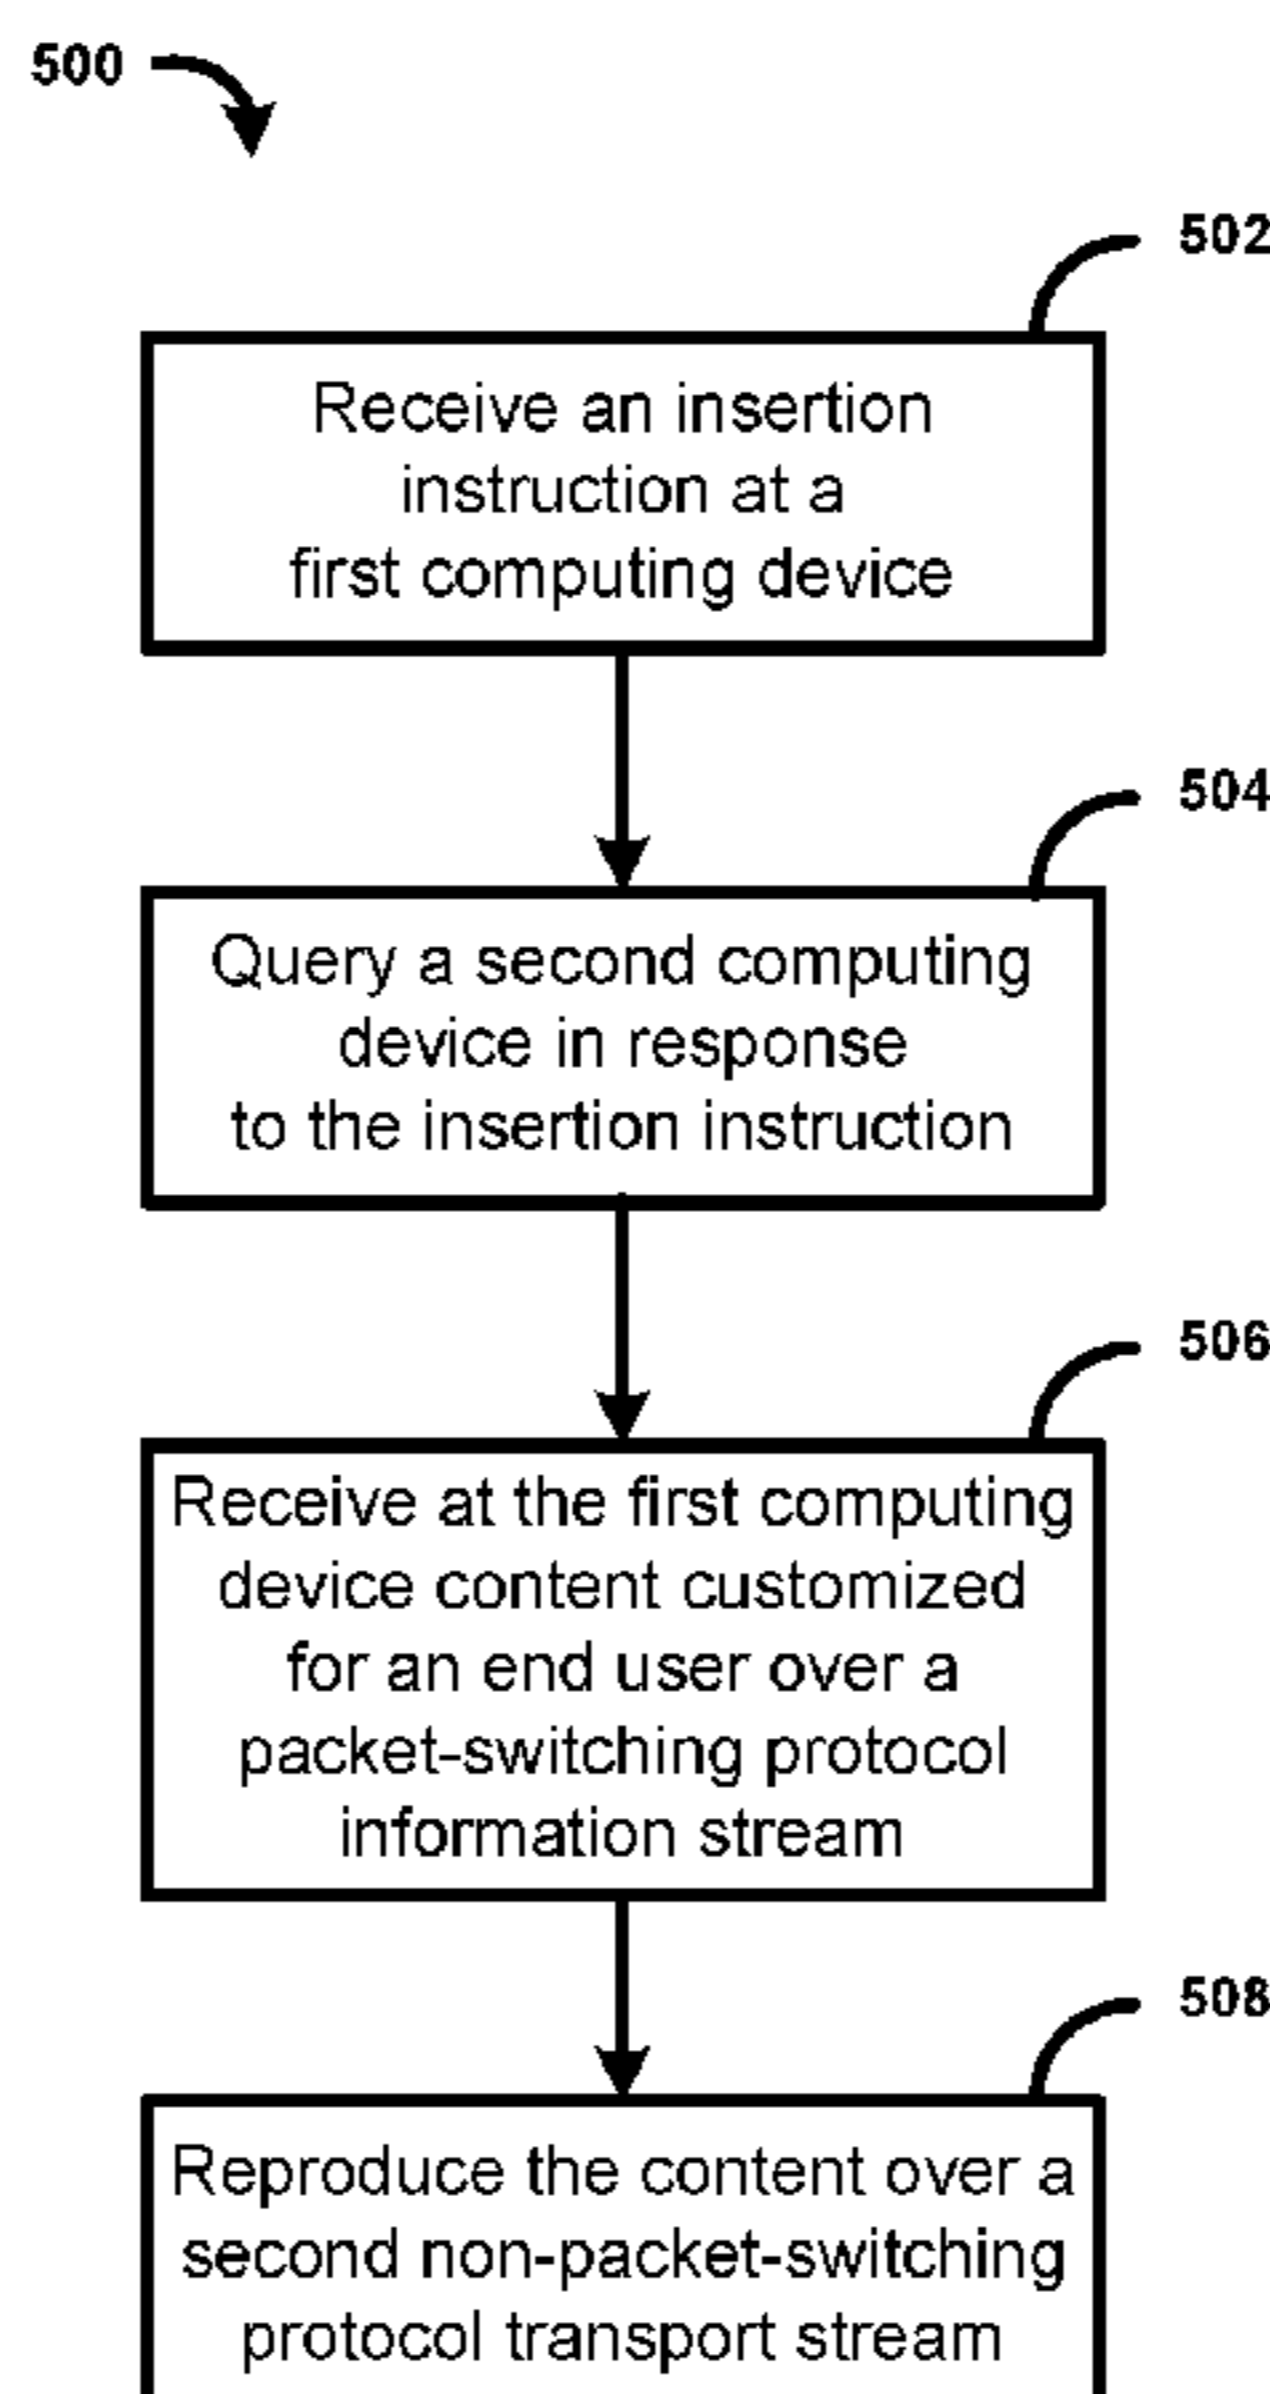 500
502
Receive an insertion
instruction at a
first computing device
504
Query a second computing
device in response
to the insertion instruction
506
Receive at the first computing
device content customized
for an end user over a
packet-switching protocol
information stream
508
Reproduce the content over a
second non-packet-switching
protocol transport stream